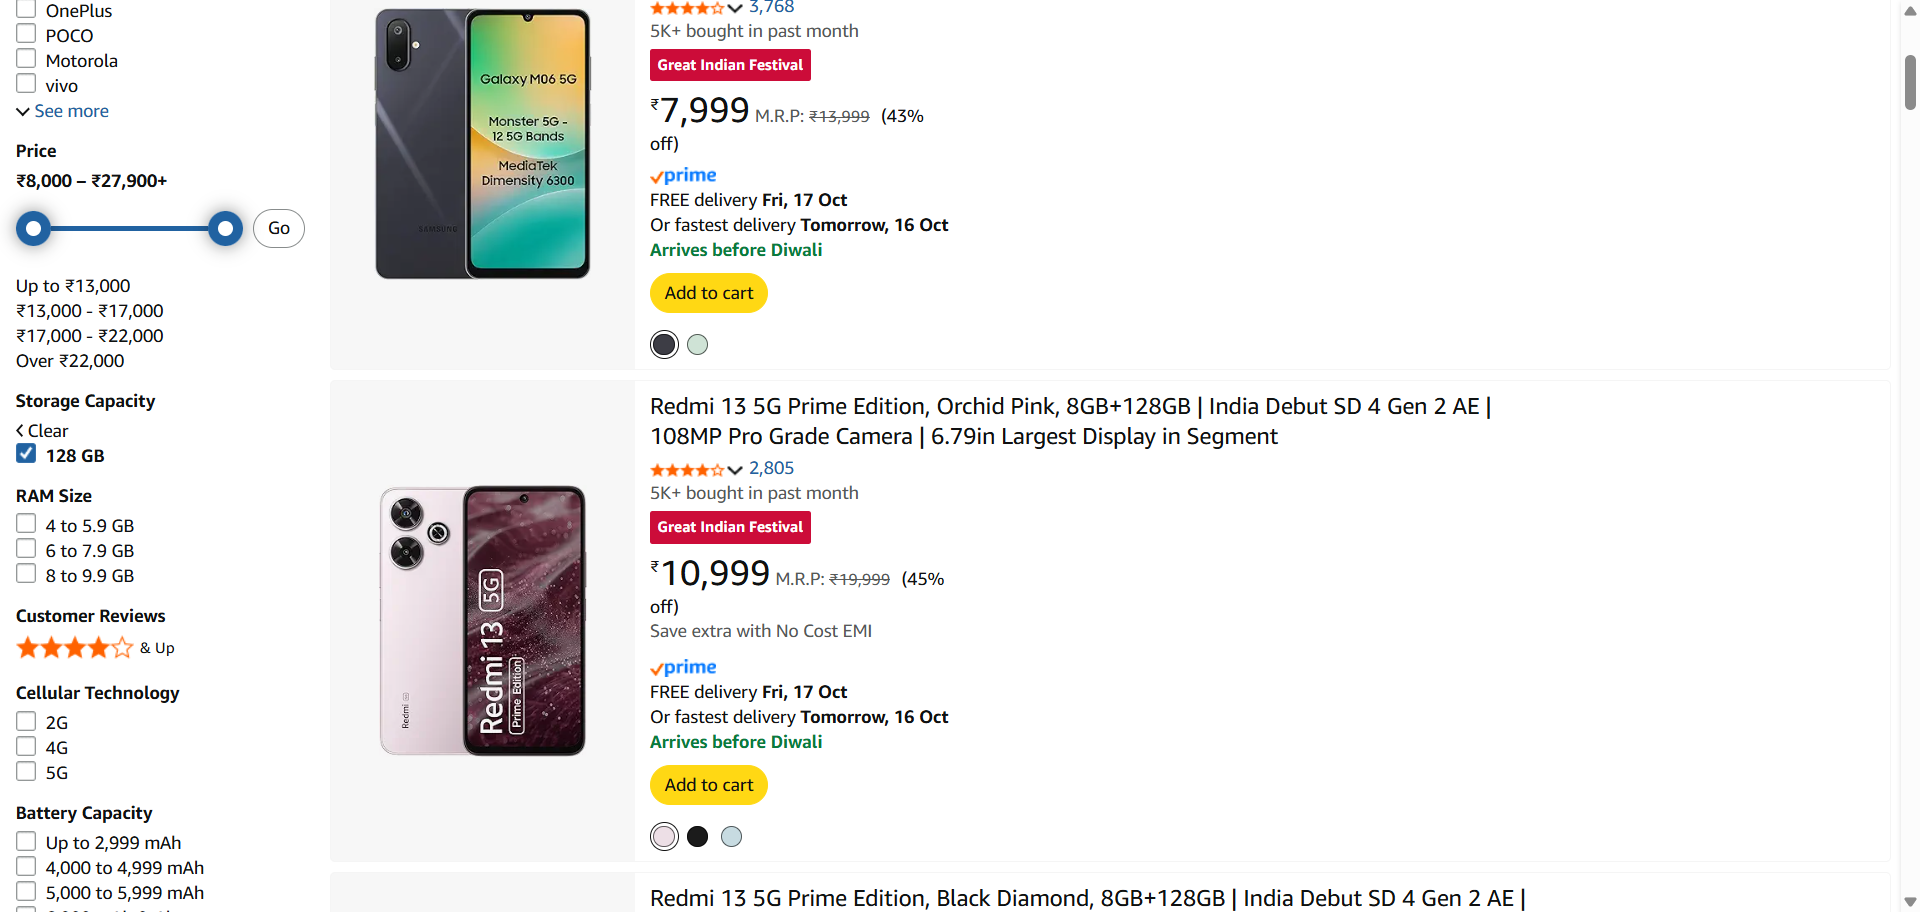 OnePlus
POCO
Motorola
vivo
See more
Price
₹8,000 – ₹27,900+
Go
Up to ₹13,000
₹13,000 - ₹17,000
₹17,000 - ₹22,000
Over ₹22,000
Storage Capacity
Clear
128 GB
RAM Size
4 to 5.9 GB
6 to 7.9 GB
8 to 9.9 GB
Customer Reviews
& Up
Cellular Technology
2G
4G
5G
Battery Capacity
Up to 2,999 mAh
4,000 to 4,999 mAh
5,000 to 5,999 mAh
Galaxy M06 5G
Monster 5G -
12 5G Bands
MediaTek
Dimensity 6300
SAMSUNG
3,768
5K+ bought in past month
Great Indian Festival
₹7,999 M.R.P: ₹13,999 (43%
off)
prime
FREE delivery Fri, 17 Oct
Or fastest delivery Tomorrow, 16 Oct
Arrives before Diwali
Add to cart
Redmi 13 5G
Prime Edition
Redmi
Redmi 13 5G Prime Edition, Orchid Pink, 8GB+128GB | India Debut SD 4 Gen 2 AE |
108MP Pro Grade Camera | 6.79in Largest Display in Segment
2,805
5K+ bought in past month
Great Indian Festival
₹10,999 M.R.P: ₹19,999 (45%
off)
Save extra with No Cost EMI
prime
FREE delivery Fri, 17 Oct
Or fastest delivery Tomorrow, 16 Oct
Arrives before Diwali
Add to cart
Redmi 13 5G Prime Edition, Black Diamond, 8GB+128GB | India Debut SD 4 Gen 2 AE |